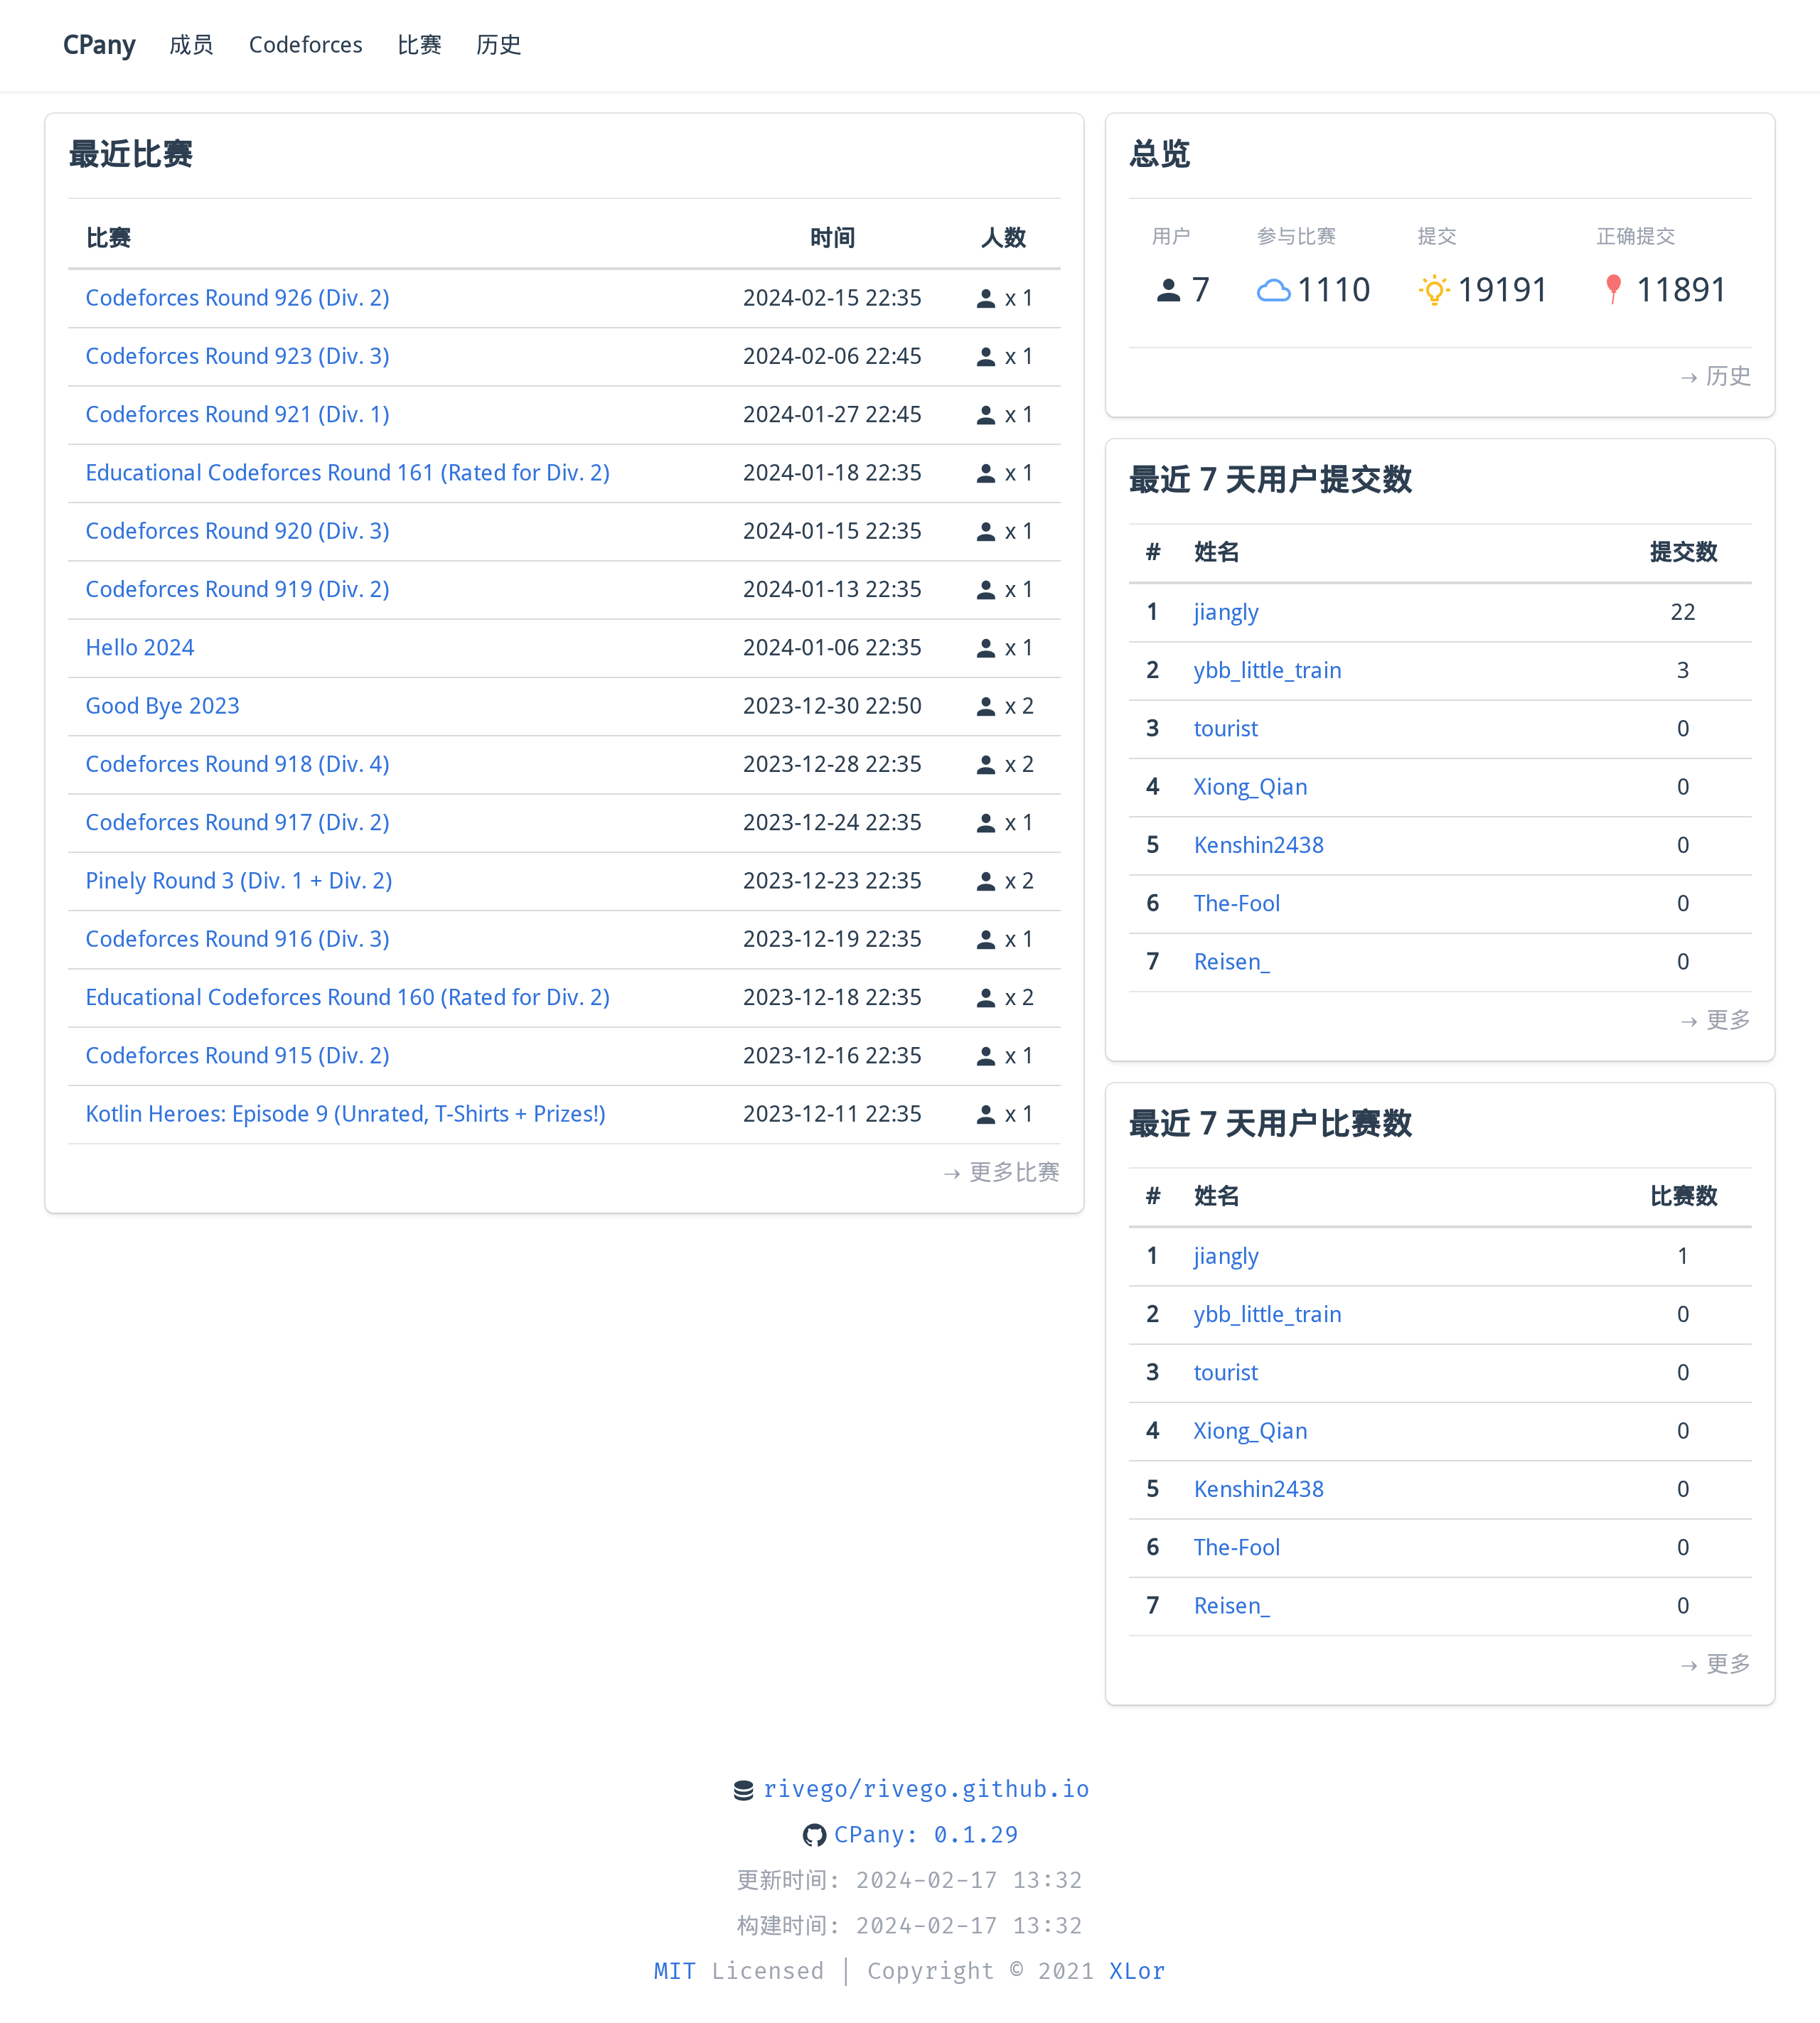 CPany 成员 Codeforces 比赛 历史
最近比赛
比赛 时间 人数
Codeforces Round 926 (Div. 2) 2024-02-15 22:35 x 1
Codeforces Round 923 (Div. 3) 2024-02-06 22:45 x 1
Codeforces Round 921 (Div. 1) 2024-01-27 22:45 x 1
Educational Codeforces Round 161 (Rated for Div. 2) 2024-01-18 22:35 x 1
Codeforces Round 920 (Div. 3) 2024-01-15 22:35 x 1
Codeforces Round 919 (Div. 2) 2024-01-13 22:35 x 1
Hello 2024 2024-01-06 22:35 x 1
Good Bye 2023 2023-12-30 22:50 x 2
Codeforces Round 918 (Div. 4) 2023-12-28 22:35 x 2
Codeforces Round 917 (Div. 2) 2023-12-24 22:35 x 1
Pinely Round 3 (Div. 1 + Div. 2) 2023-12-23 22:35 x 2
Codeforces Round 916 (Div. 3) 2023-12-19 22:35 x 1
Educational Codeforces Round 160 (Rated for Div. 2) 2023-12-18 22:35 x 2
Codeforces Round 915 (Div. 2) 2023-12-16 22:35 x 1
Kotlin Heroes: Episode 9 (Unrated, T-Shirts + Prizes!) 2023-12-11 22:35 x 1
→ 更多比赛
总览
用户 参与比赛 提交 正确提交
7 1110 19191 11891
→ 历史
最近 7 天用户提交数
# 姓名 提交数
1 jiangly 22
2 ybb_little_train 3
3 tourist 0
4 Xiong_Qian 0
5 Kenshin2438 0
6 The-Fool 0
7 Reisen_ 0
→ 更多
最近 7 天用户比赛数
# 姓名 比赛数
1 jiangly 1
2 ybb_little_train 0
3 tourist 0
4 Xiong_Qian 0
5 Kenshin2438 0
6 The-Fool 0
7 Reisen_ 0
→ 更多
rivego/rivego.github.io
CPany: 0.1.29
更新时间: 2024-02-17 13:32
构建时间: 2024-02-17 13:32
MIT Licensed | Copyright © 2021 XLor